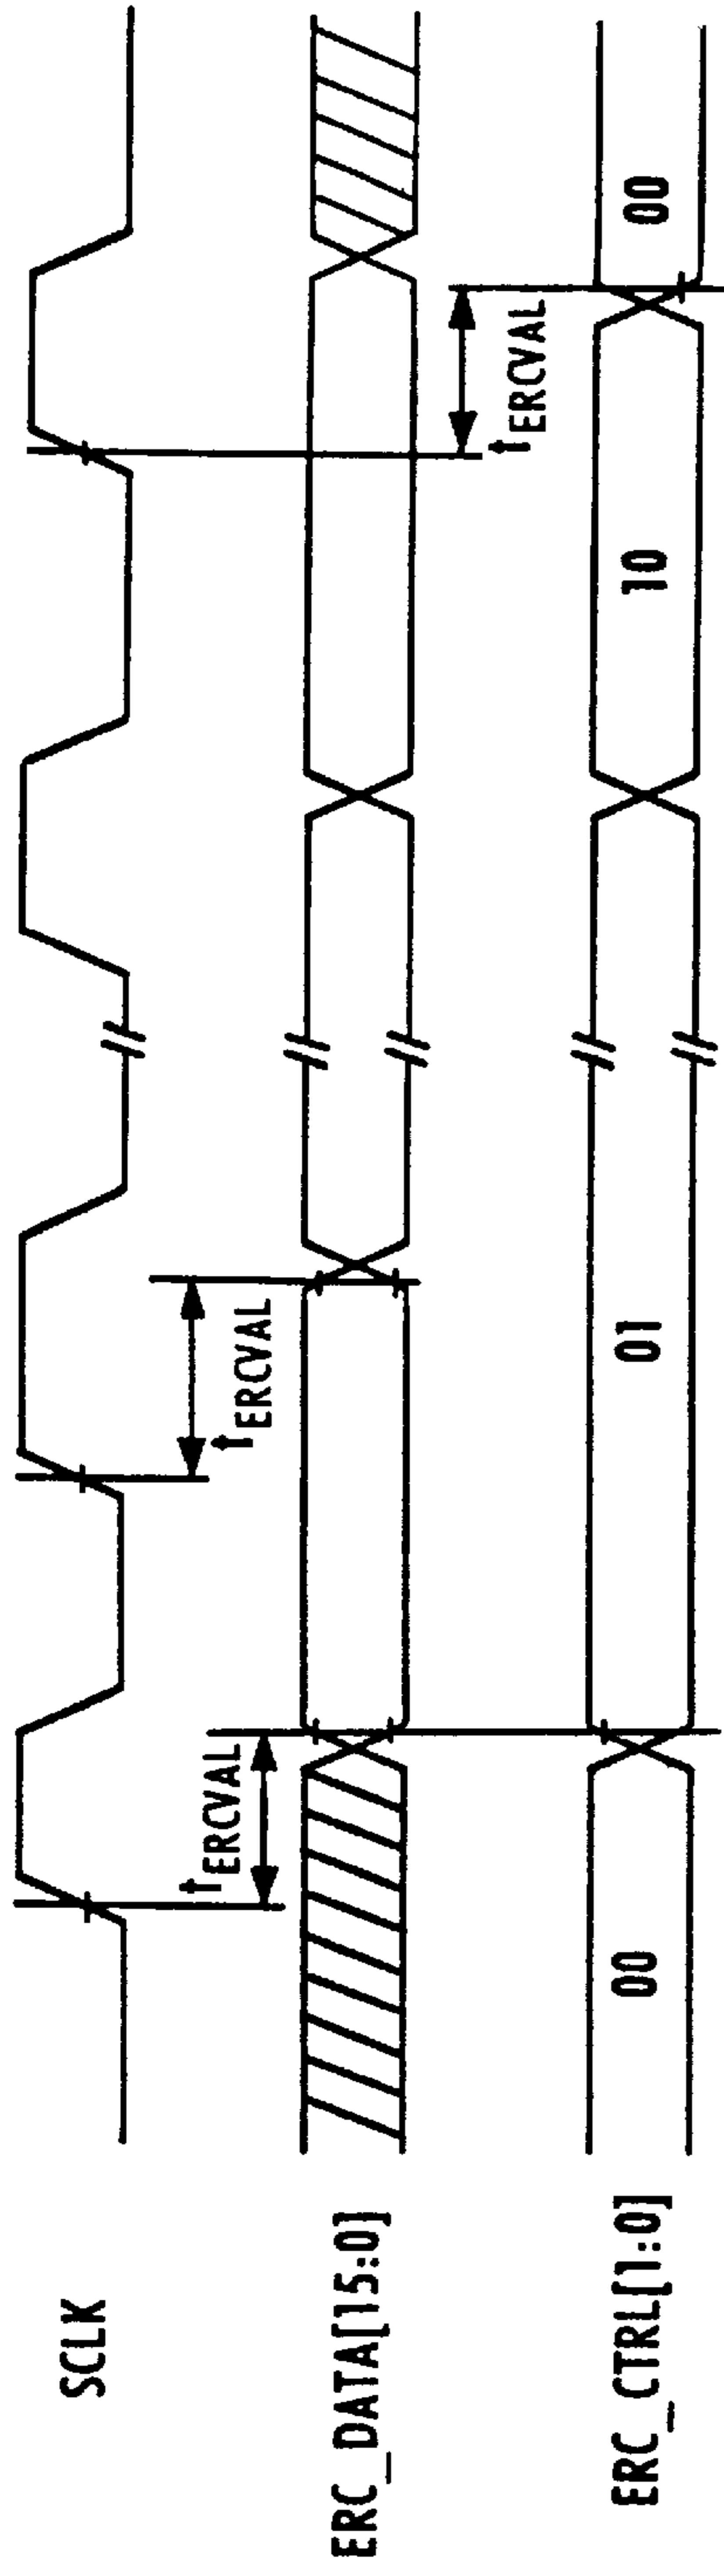 SCLK
tERCVAL
tERCVAL
ERC_DATA[15:0]
tERCVAL
ERC_CTRL[1:0]
00
01
10
00